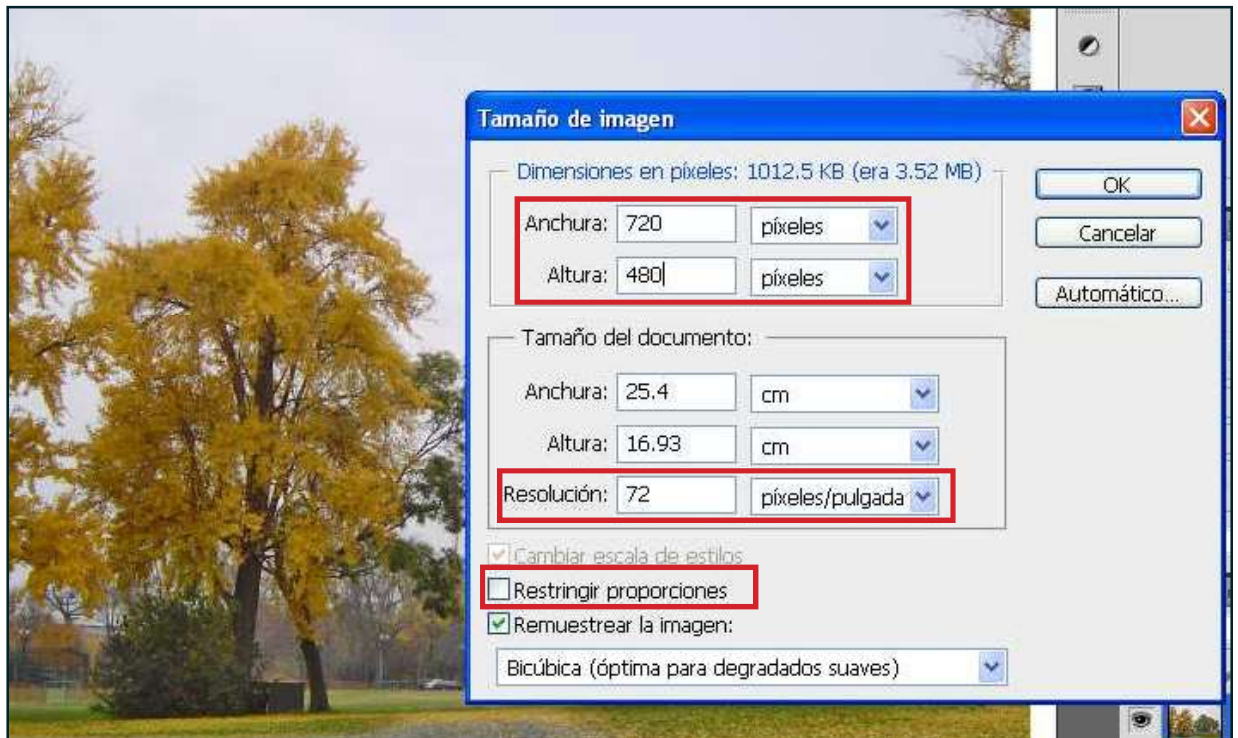 Tamaño de imagen
Dimensiones en píxeles: 1012.5 KB (era 3.52 MB)
Anchura: 720 píxeles
Altura: 480 píxeles
OK
Cancelar
Automático...
Tamaño del documento:
Anchura: 25.4 cm
Altura: 16.93 cm
Resolución: 72 píxeles/pulgada
Cambiar escala de estilos
Restringir proporciones
Remuestrear la imagen:
Bicúbica (óptima para degradados suaves)